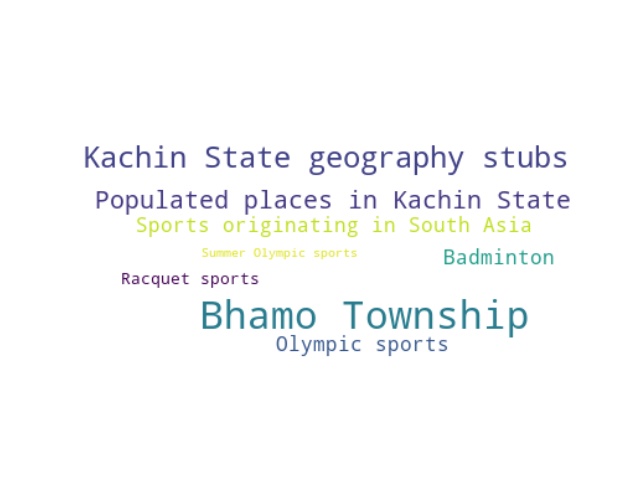 Kachin State geography stubs
Populated places in Kachin State
Sports originating in South Asia
Summer Olympic sports
Badminton
Racquet sports
Bhamo Township
Olympic sports